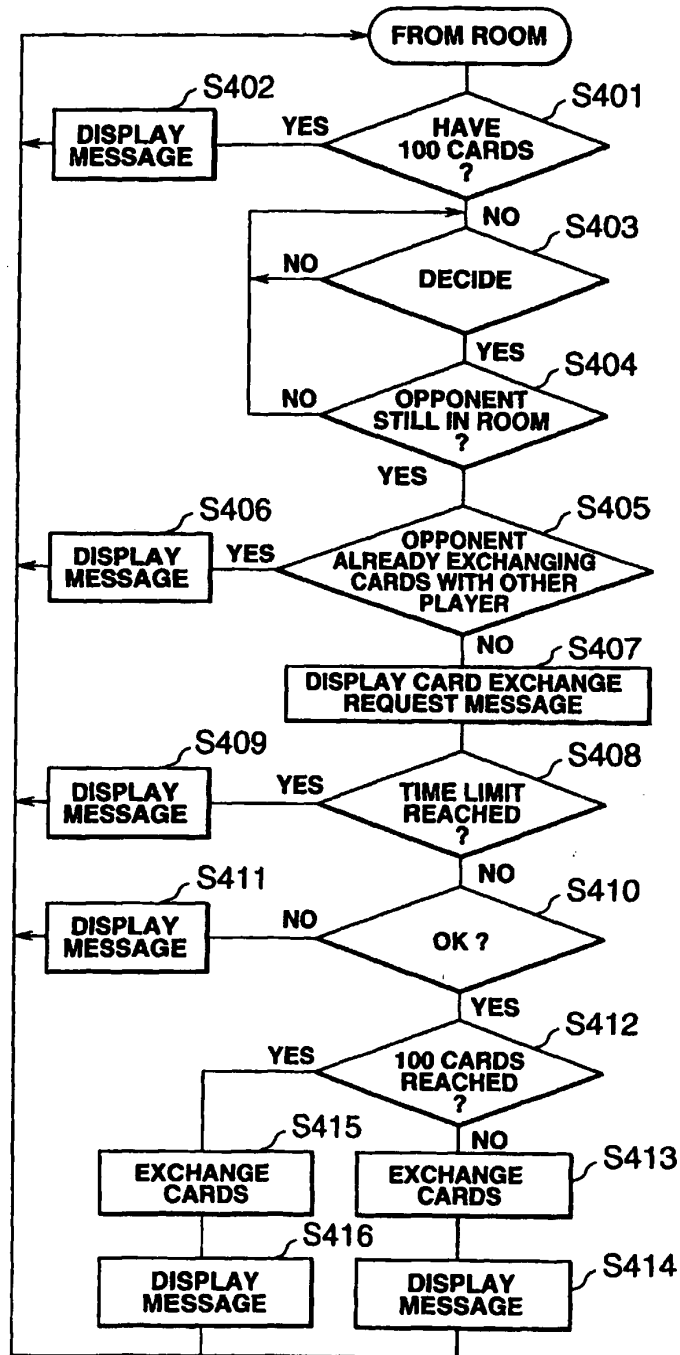 FROM ROOM
S402
S401
DISPLAY
MESSAGE
YES
HAVE
100 CARDS
?
NO
S403
NO
DECIDE
YES
S404
NO
OPPONENT
STILL IN ROOM
?
YES
S406
S405
DISPLAY
MESSAGE
YES
OPPONENT
ALREADY EXCHANGING
CARDS WITH OTHER
PLAYER
NO
S407
DISPLAY CARD EXCHANGE
REQUEST MESSAGE
S409
S408
DISPLAY
MESSAGE
YES
TIME LIMIT
REACHED
?
NO
S411
S410
DISPLAY
MESSAGE
NO
OK ?
YES
S412
YES
100 CARDS
REACHED
?
S415
NO
S413
EXCHANGE
CARDS
EXCHANGE
CARDS
S416
S414
DISPLAY
MESSAGE
DISPLAY
MESSAGE